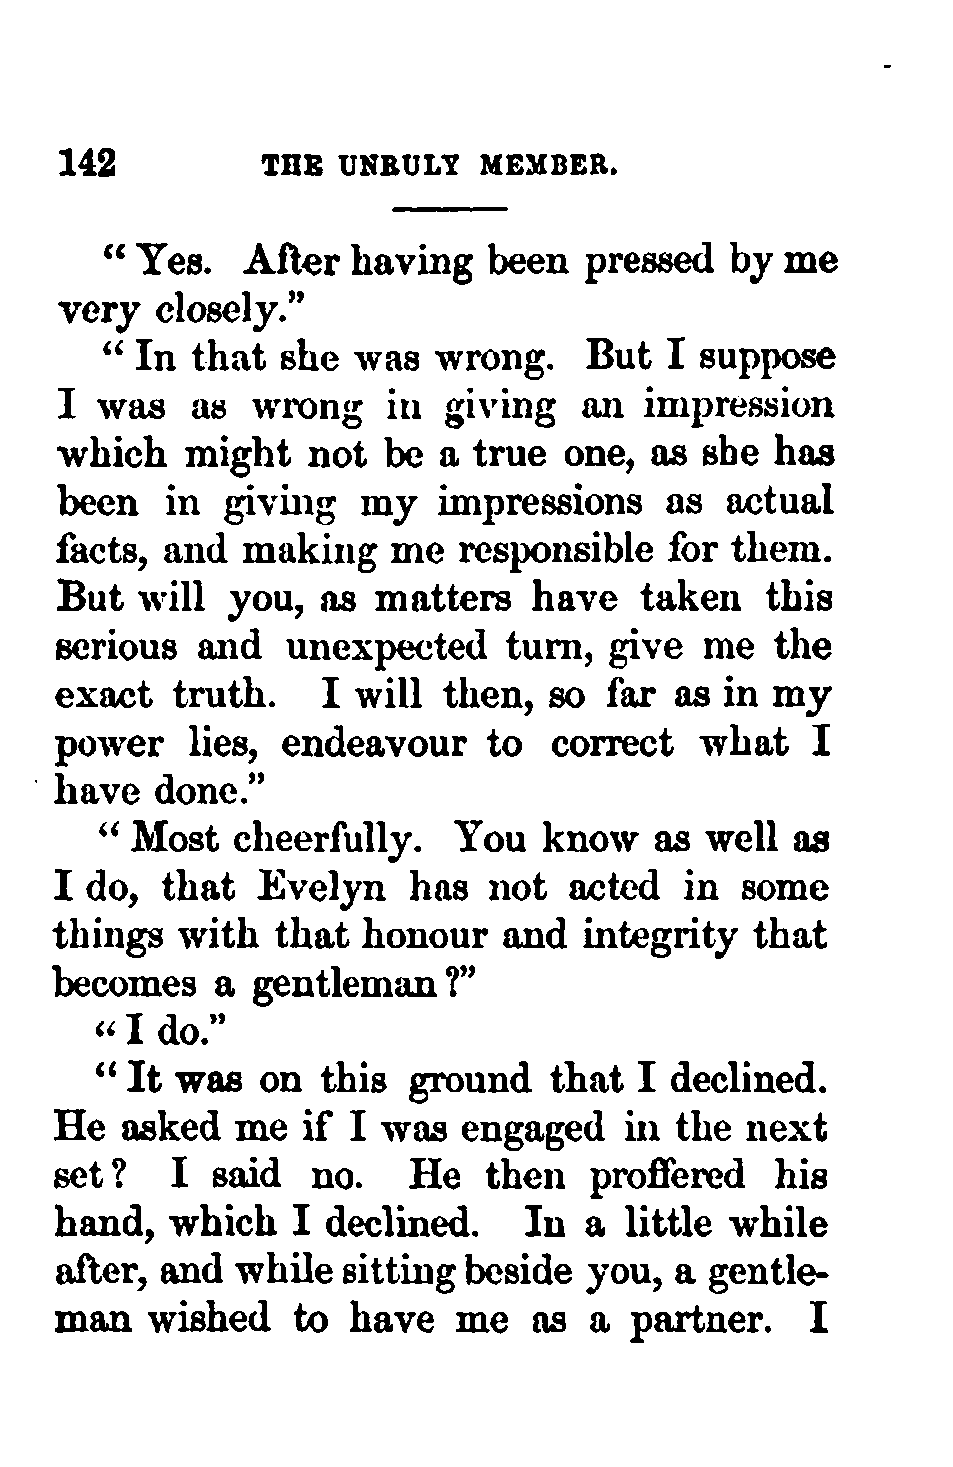 142 THE UNRULY MEMBER.
“Yes. After having been pressed by me
very closely.”
“In that she was wrong. But I suppose
I was as wrong in giving an impression
which might not be a true one, as she has
been in giving my impressions as actual
facts, and making me responsible for them.
But will you, as matters have taken this
serious and unexpected turn, give me the
exact truth. I will then, so far as in my
power lies, endeavour to correct what I
have done.”
“Most cheerfully. You know as well as
I do, that Evelyn has not acted in some
things with that honour and integrity that
becomes a gentleman?”
“I do.”
“It was on this ground that I declined.
He asked me if I was engaged in the next
set? I said no. He then proffered his
hand, which I declined. In a little while
after, and while sitting beside you, a gentle-
man wished to have me as a partner. I